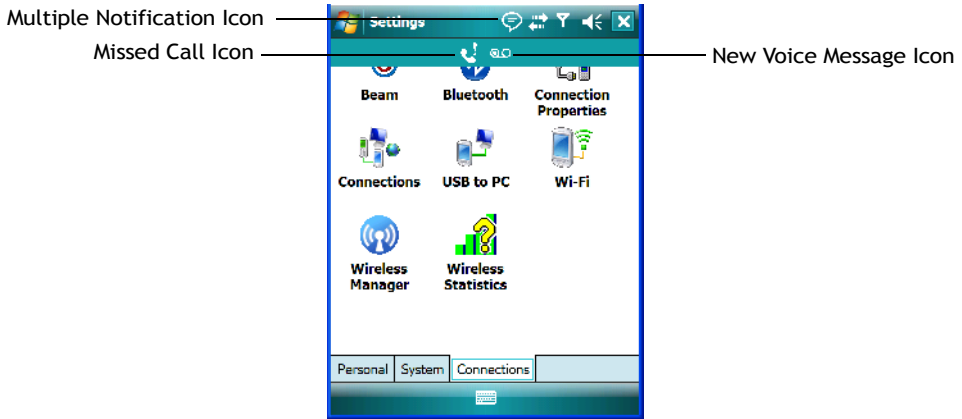 Multiple Notification Icon
Settings
Missed Call Icon
New Voice Message Icon
Beam
Bluetooth
Connection
Properties
Connections
USB to PC
Wi-Fi
Wireless
Manager
Wireless
Statistics
Personal
System
Connections